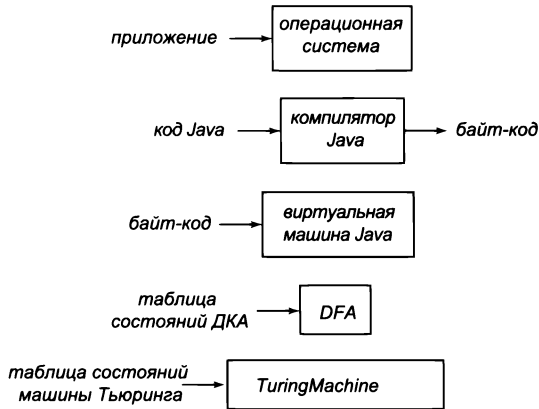 приложение
операционная
система
код Java
компилятор
Java
байт-код
байт-код
виртуальная
машина Java
таблица
состояний ДКА
DFA
таблица состояний
машины Тьюринга
TuringMachine